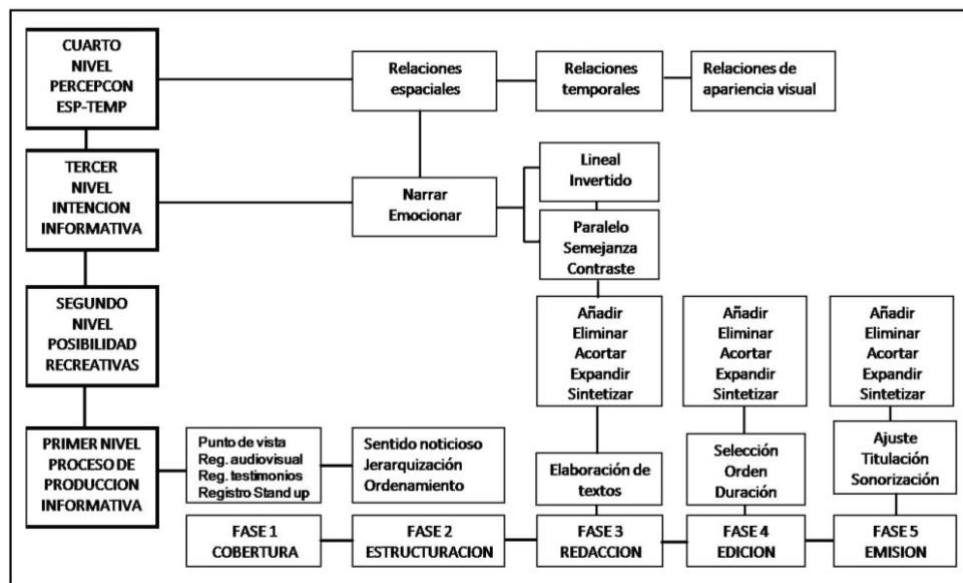 CUARTO
NIVEL
PERCEPCON
ESP-TEMP
Relaciones
espaciales
Relaciones
temporales
Relaciones de
apariencia visual
TERCER
NIVEL
INTENCION
INFORMATIVA
Narrar
Emocionar
Lineal
Invertido
Paralelo
Semejanza
Contraste
SEGUNDO
NIVEL
POSIBILIDAD
RECREATIVAS
Añadir
Eliminar
Acortar
Expandir
Sintetizar
Añadir
Eliminar
Acortar
Expandir
Sintetizar
Añadir
Eliminar
Acortar
Expandir
Sintetizar
PRIMER NIVEL
PROCESO DE
PRODUCCION
INFORMATIVA
Punto de vista
Reg. audiovisual
Reg. testimonios
Registro Stand up
Sentido noticioso
Jerarquización
Ordenamiento
Elaboración de
textos
Selección
Orden
Duración
Ajuste
Titulación
Sonorización
FASE 1
COBERTURA
FASE 2
ESTRUCTURACION
FASE 3
REDACCION
FASE 4
EDICION
FASE 5
EMISION